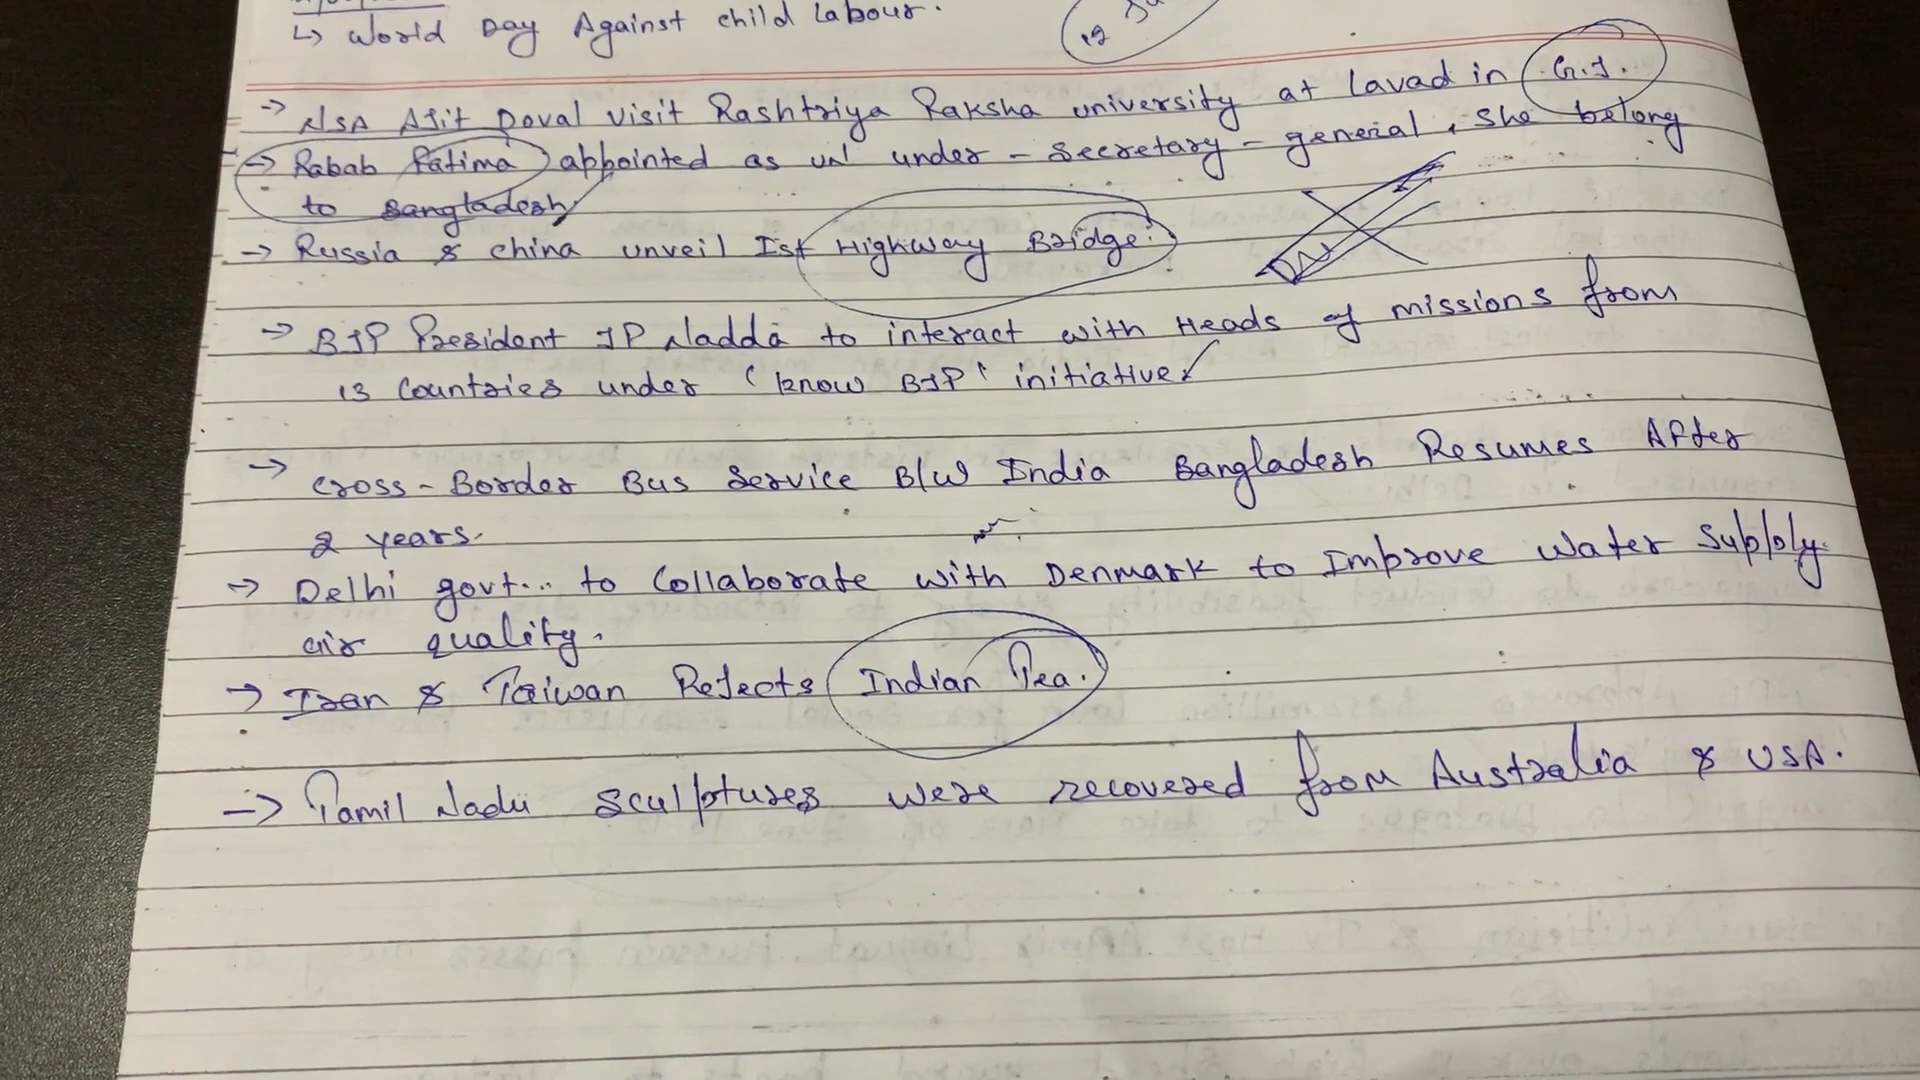 ↳ World Day Against child Labour.
→ NSA Ajit Doval visit Rashtriya Raksha university at Lavad in G.J.
→ Rabab Fatima appointed as UN under - secretary - general, she belong
to Bangladesh
→ Russia & china unveil Ist Highway Bridge.
→ BJP President JP Nadda to interact with Heads of missions from
13 countries under 'know BJP' initiative
→ cross - Border Bus Service B/W India Bangladesh Resumes After
2 years.
→ Delhi govt... to collaborate with Denmark to Improve water supply
air quality.
→ Iran & Taiwan Rejects Indian Tea.
→ Tamil Nadu sculptures were recovered from Australia & USA.